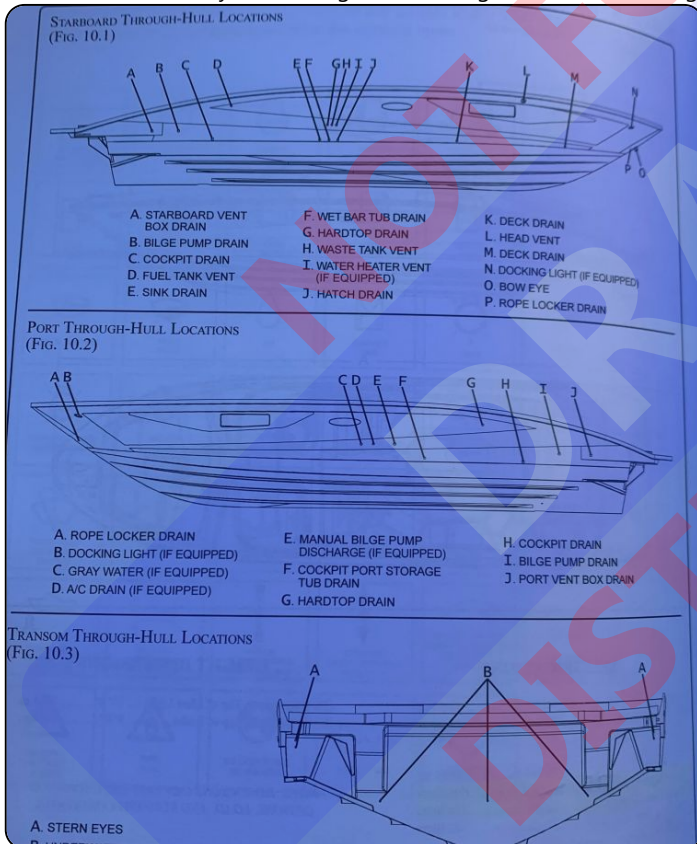 STARBOARD THROUGH-HULL LOCATIONS
(FIG. 10.1)
A B C D E F G H I J K L M N
P O
A. STARBOARD VENT
BOX DRAIN
B. BILGE PUMP DRAIN
C. COCKPIT DRAIN
D. FUEL TANK VENT
E. SINK DRAIN
F. WET BAR TUB DRAIN
G. HARDTOP DRAIN
H. WASTE TANK VENT
I. WATER HEATER VENT
(IF EQUIPPED)
J. HATCH DRAIN
K. DECK DRAIN
L. HEAD VENT
M. DECK DRAIN
N. DOCKING LIGHT (IF EQUIPPED)
O. BOW EYE
P. ROPE LOCKER DRAIN
PORT THROUGH-HULL LOCATIONS
(FIG. 10.2)
A B C D E F G H I J
A. ROPE LOCKER DRAIN
B. DOCKING LIGHT (IF EQUIPPED)
C. GRAY WATER (IF EQUIPPED)
D. A/C DRAIN (IF EQUIPPED)
E. MANUAL BILGE PUMP
DISCHARGE (IF EQUIPPED)
F. COCKPIT PORT STORAGE
TUB DRAIN
G. HARDTOP DRAIN
H. COCKPIT DRAIN
I. BILGE PUMP DRAIN
J. PORT VENT BOX DRAIN
TRANSOM THROUGH-HULL LOCATIONS
(FIG. 10.3)
A B A
A. STERN EYES
NOT